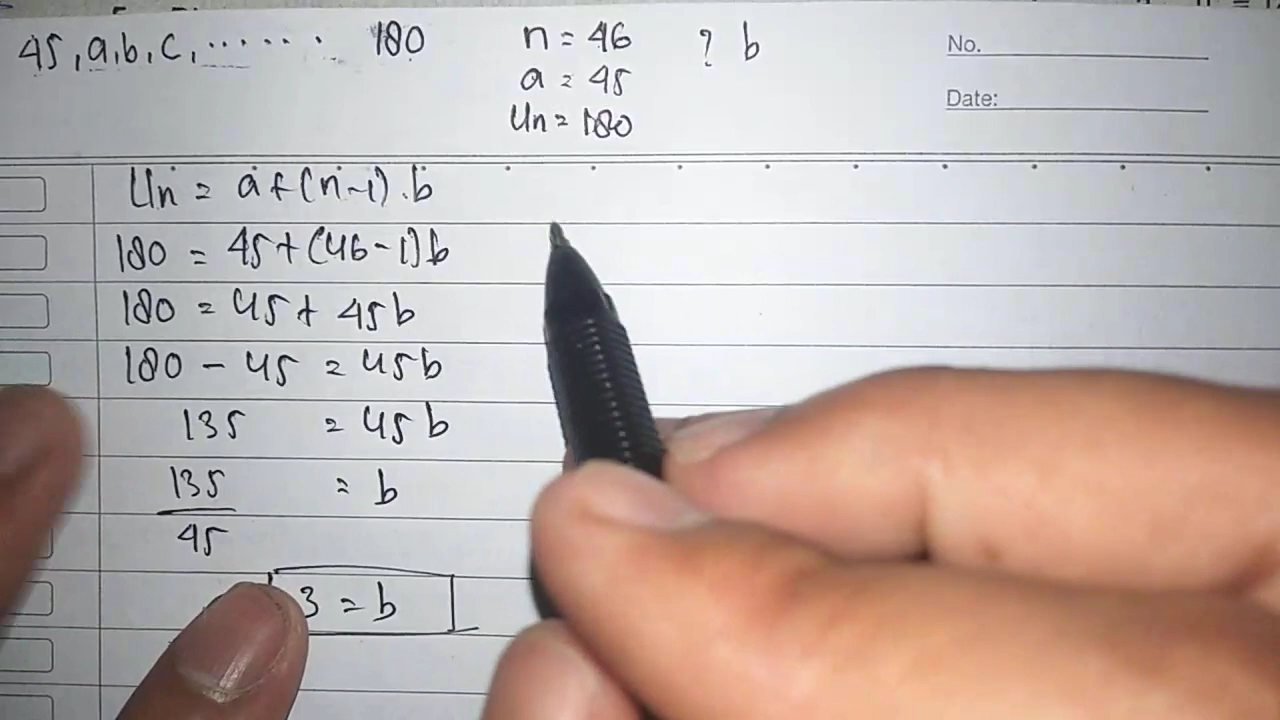 45, a, b, c, ....... 180
n = 46 ? b
a = 45
Un = 180
No.
Date:
Un = a + (n-1) . b
180 = 45 + (46-1) b
180 = 45 + 45b
180 - 45 = 45b
135 = 45b
135 = b
45
3 = b